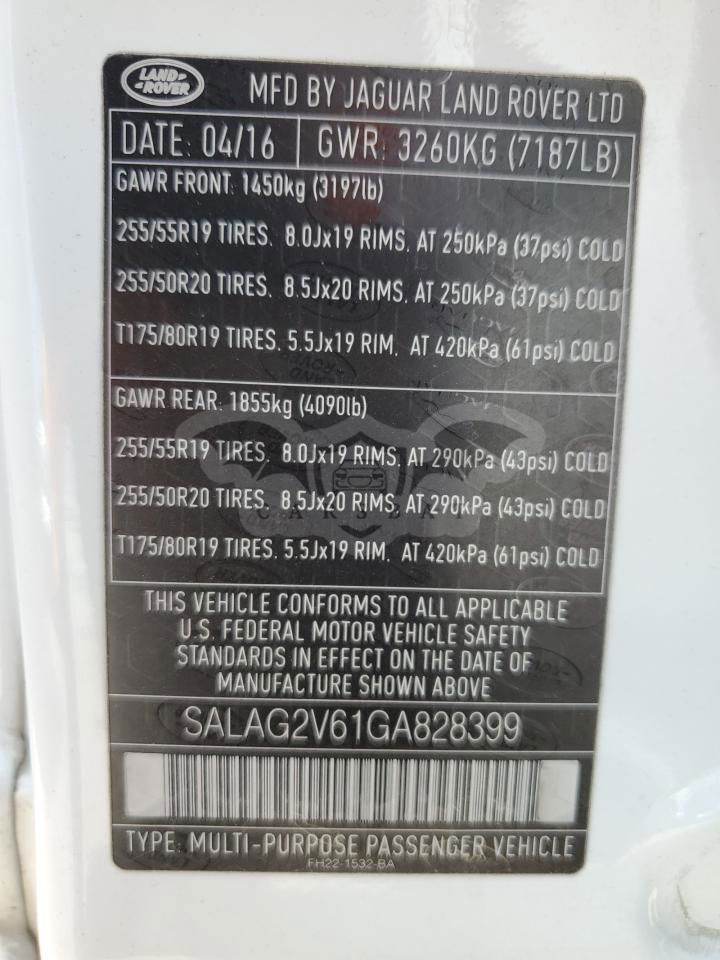 LAND ROVER
MFD BY JAGUAR LAND ROVER LTD
DATE: 04/16
GWR: 3260KG (7187LB)
GAWR FRONT: 1450kg (3197lb)
255/55R19 TIRES. 8.0Jx19 RIMS. AT 250kPa (37psi) COLD
255/50R20 TIRES. 8.5Jx20 RIMS. AT 250kPa (37psi) COLD
T175/80R19 TIRES. 5.5Jx19 RIM. AT 420kPa (61psi) COLD
GAWR REAR: 1855kg (4090lb)
255/55R19 TIRES. 8.0Jx19 RIMS. AT 290kPa (43psi) COLD
255/50R20 TIRES. 8.5Jx20 RIMS. AT 290kPa (43psi) COLD
CARSBAT
T175/80R19 TIRES. 5.5Jx19 RIM. AT 420kPa (61psi) COLD
THIS VEHICLE CONFORMS TO ALL APPLICABLE
U.S. FEDERAL MOTOR VEHICLE SAFETY
STANDARDS IN EFFECT ON THE DATE OF
MANUFACTURE SHOWN ABOVE
SALAG2V61GA828399
TYPE: MULTI-PURPOSE PASSENGER VEHICLE
FH22-1532-BA